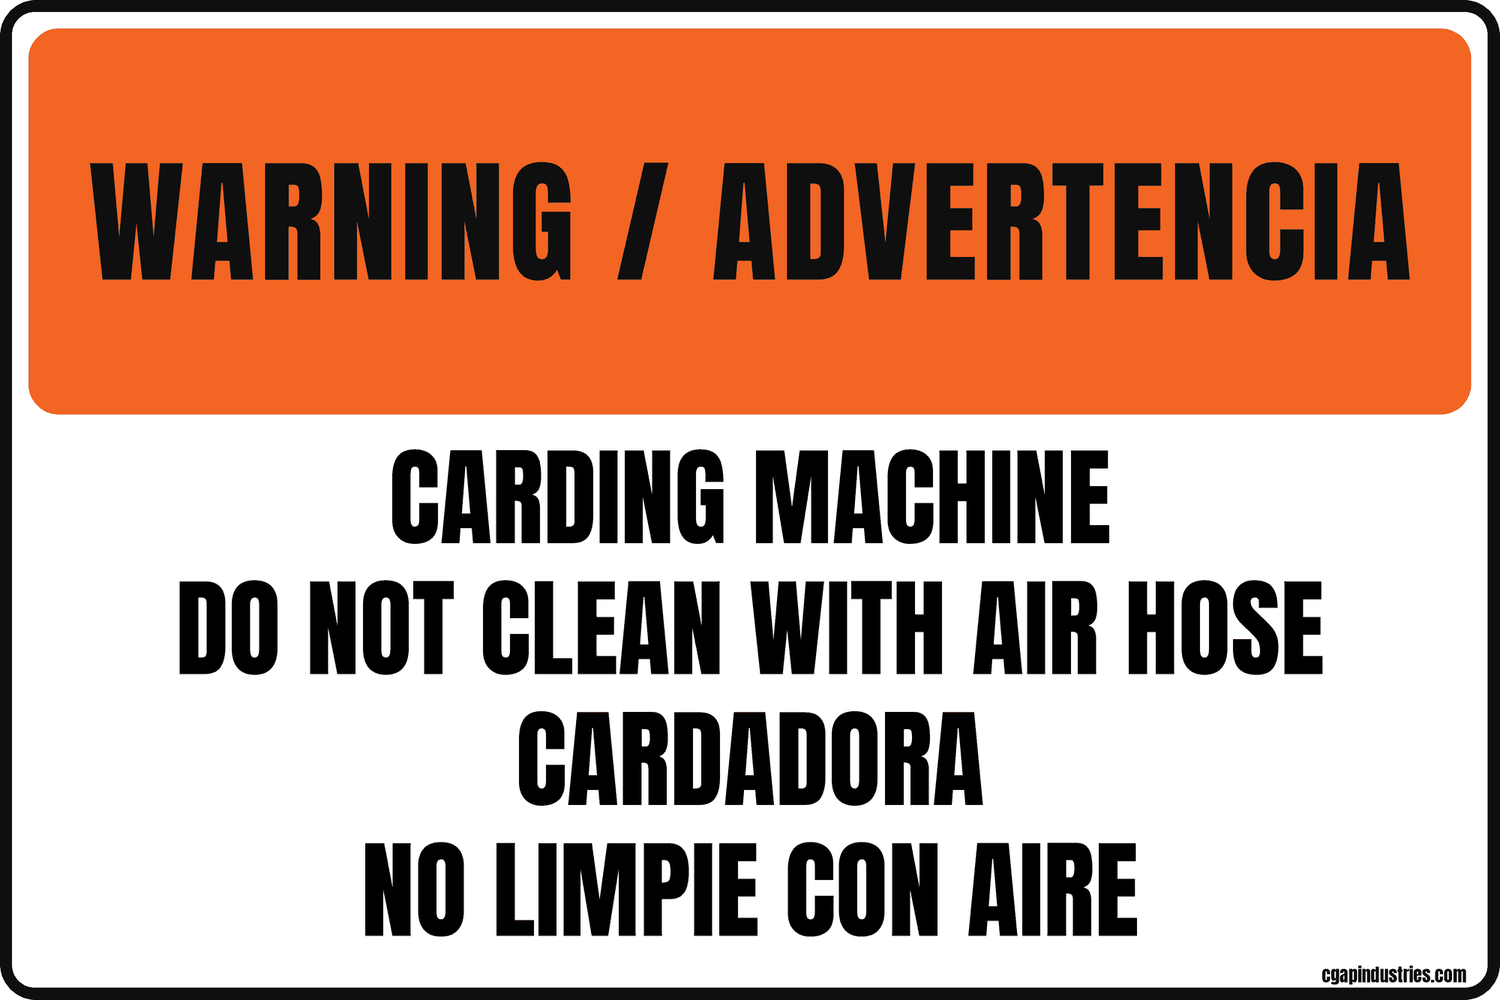 WARNING / ADVERTENCIA
CARDING MACHINE
DO NOT CLEAN WITH AIR HOSE
CARDADORA
NO LIMPIE CON AIRE
cgapindustries.com